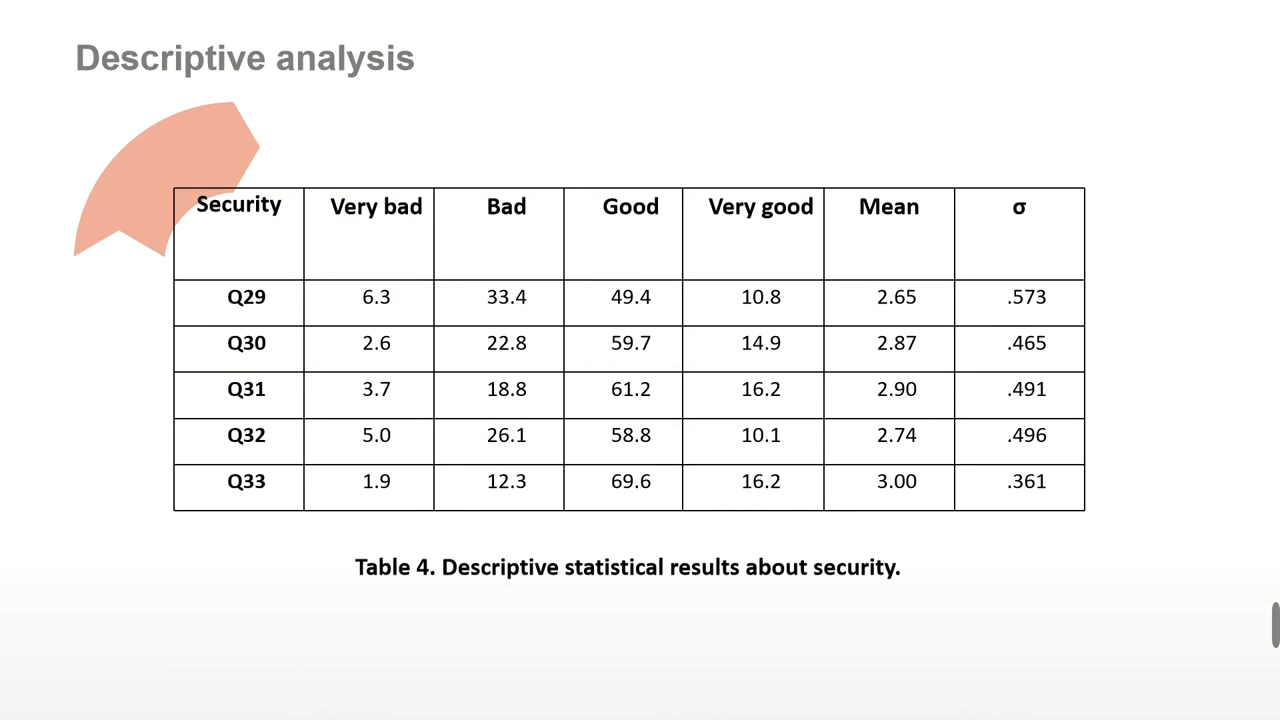 Descriptive analysis
Security Very bad Bad Good Very good Mean σ
Q29 6.3 33.4 49.4 10.8 2.65 .573
Q30 2.6 22.8 59.7 14.9 2.87 .465
Q31 3.7 18.8 61.2 16.2 2.90 .491
Q32 5.0 26.1 58.8 10.1 2.74 .496
Q33 1.9 12.3 69.6 16.2 3.00 .361
Table 4. Descriptive statistical results about security.